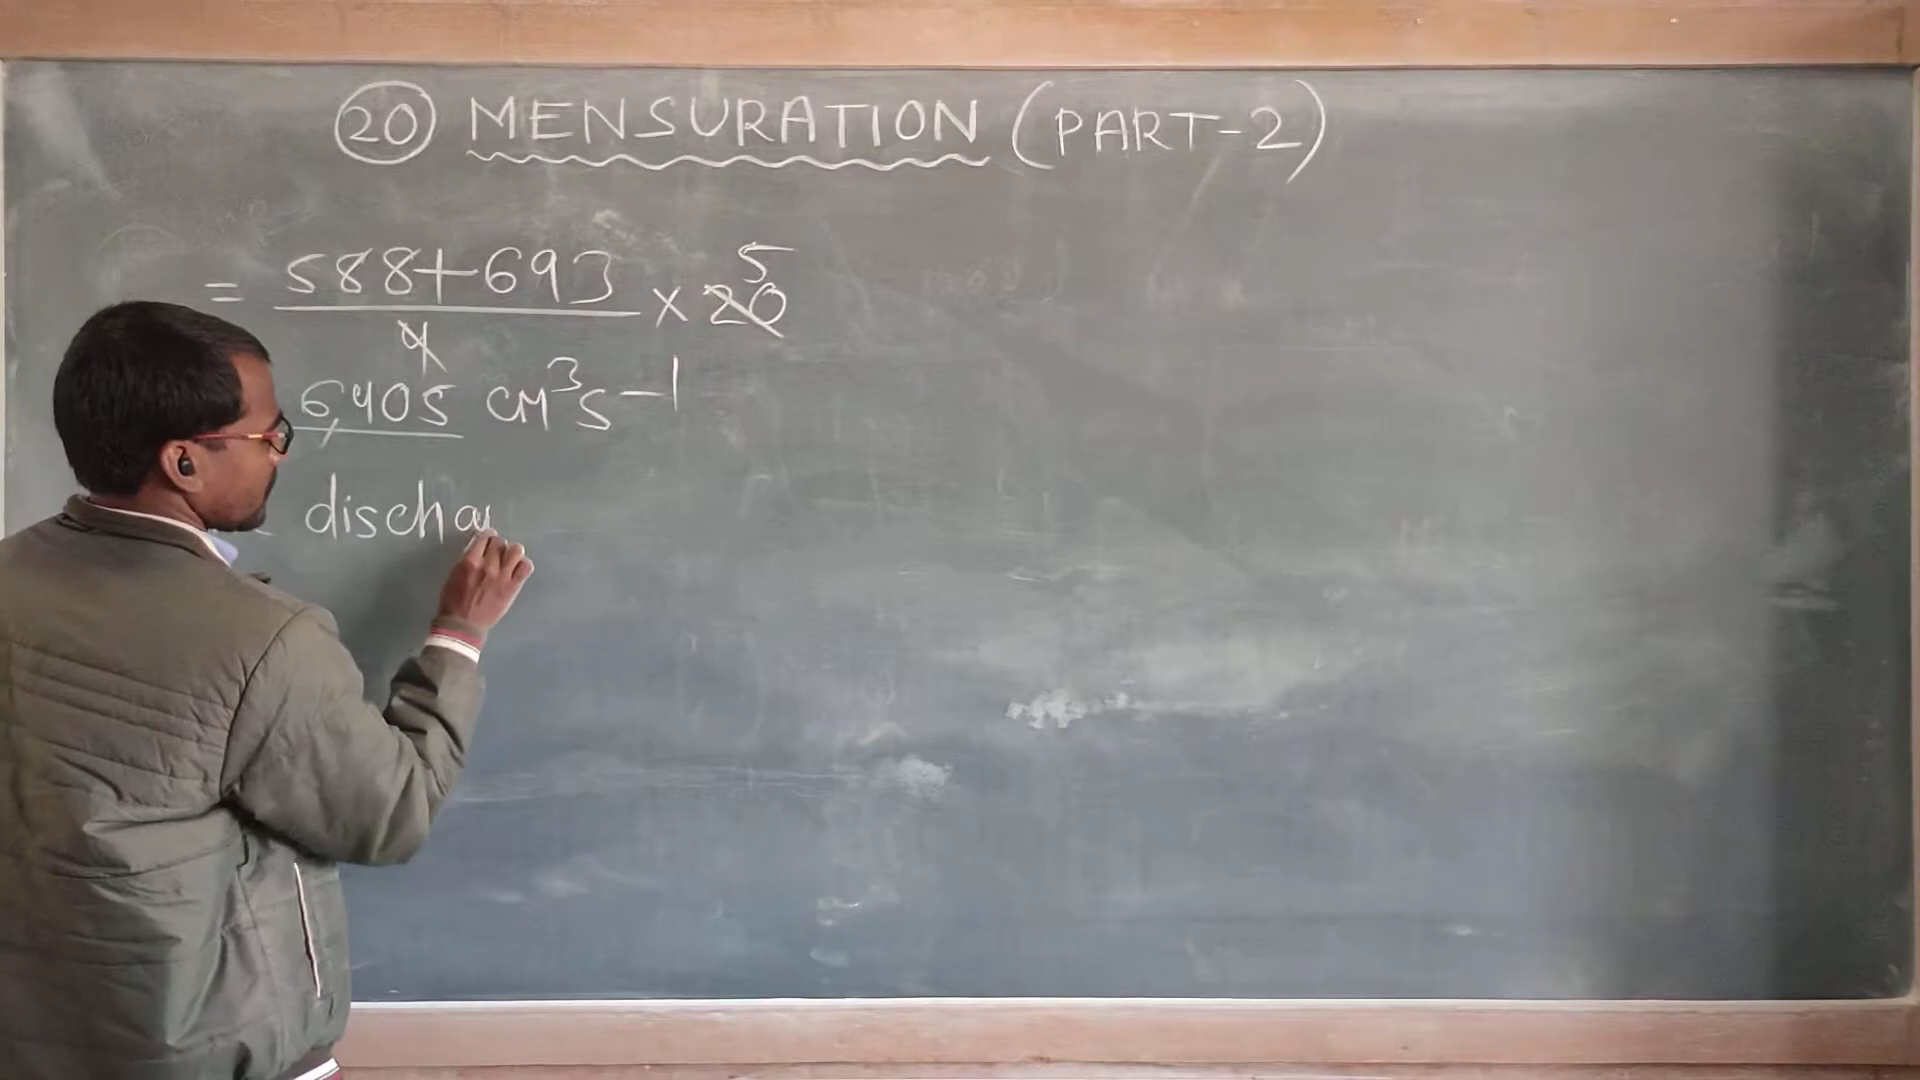 20 MENSURATION (PART-2)
= 588+693 / 4 × 20 5
6,405 cm³s⁻¹
discha